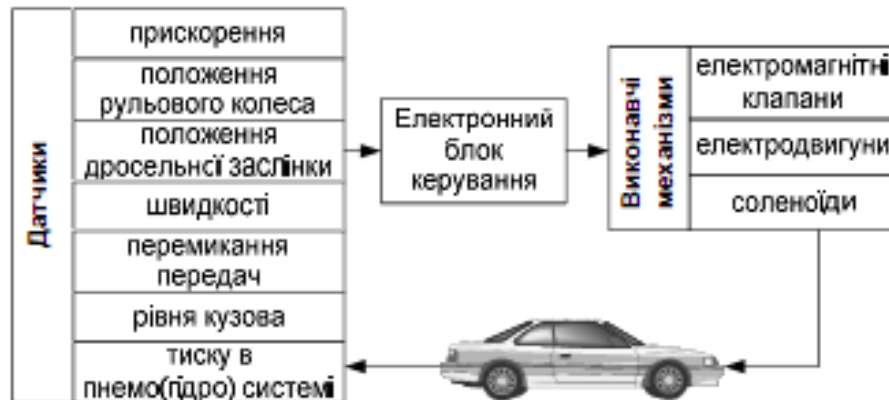 Датчики
прискорення
положення
рульового колеса
положення
дросельної заслінки
швидкості
перемикання
передач
рівня кузова
тиску в
пнемо(гідро) системі
Електронний
блок
керування
Виконавчі
механізми
електромагнітні
клапани
електродвигуни
соленоїди